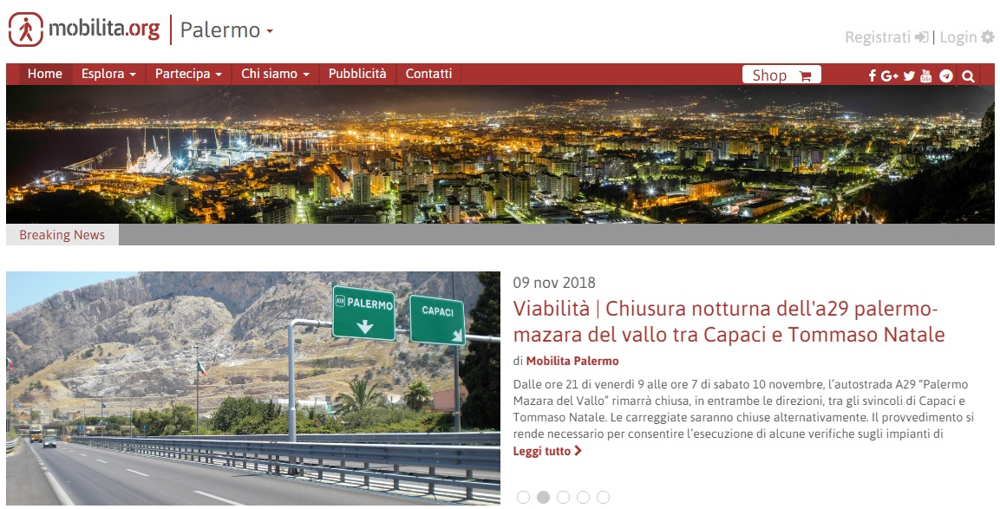 mobilita.org
Palermo
Registrati | Login
Home Esplora Partecipa Chi siamo Pubblicità Contatti Shop
Breaking News
A29 PALERMO
CAPACI
09 nov 2018
Viabilità | Chiusura notturna dell'a29 palermo-
mazara del vallo tra Capaci e Tommaso Natale
di Mobilita Palermo
Dalle ore 21 di venerdì 9 alle ore 7 di sabato 10 novembre, l’autostrada A29 “Palermo
Mazara del Vallo” rimarrà chiusa, in entrambe le direzioni, tra gli svincoli di Capaci e
Tommaso Natale. Le carreggiate saranno chiuse alternativamente. Il provvedimento si
rende necessario per consentire l’esecuzione di alcune verifiche sugli impianti di
Leggi tutto